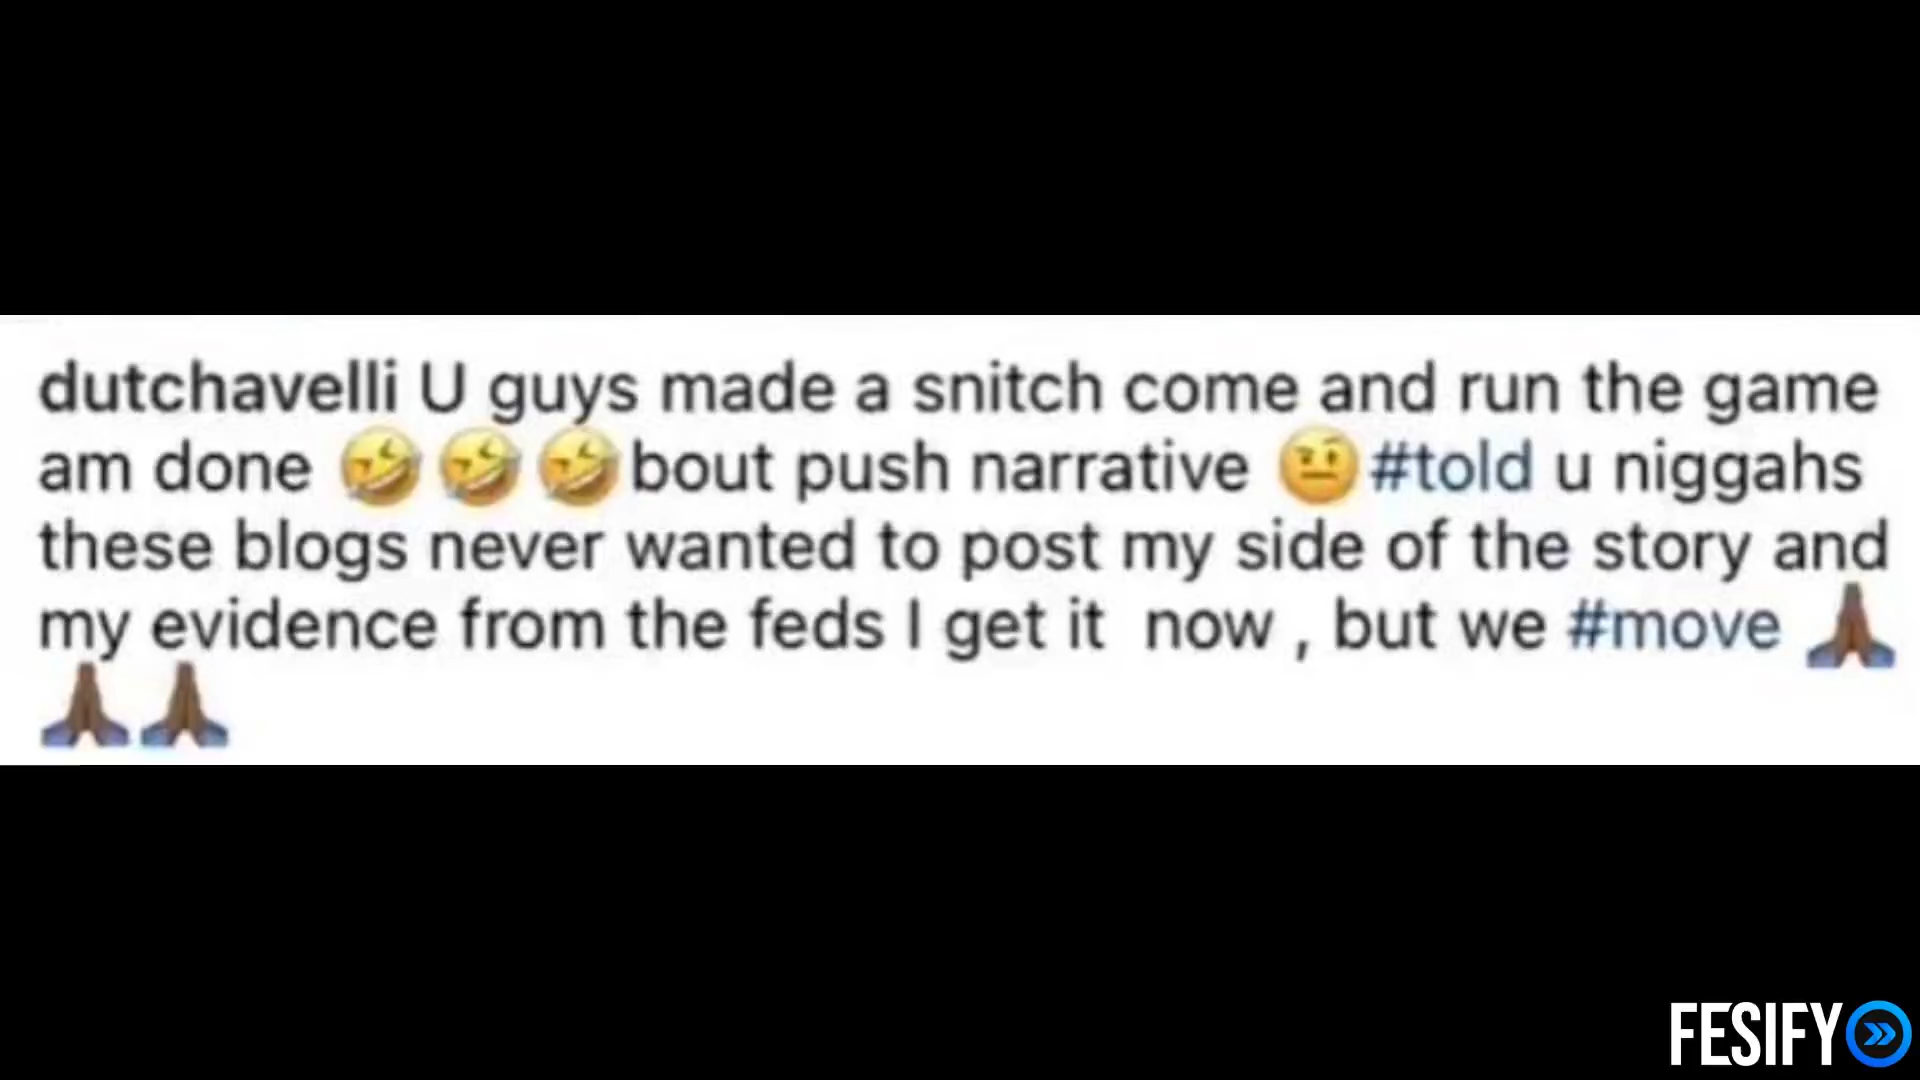 dutchavelli U guys made a snitch come and run the game
am done 🤣🤣🤣bout push narrative 🤨#told u niggahs
these blogs never wanted to post my side of the story and
my evidence from the feds I get it  now , but we #move 🙏🏾
🙏🏾🙏🏾
FESIFY